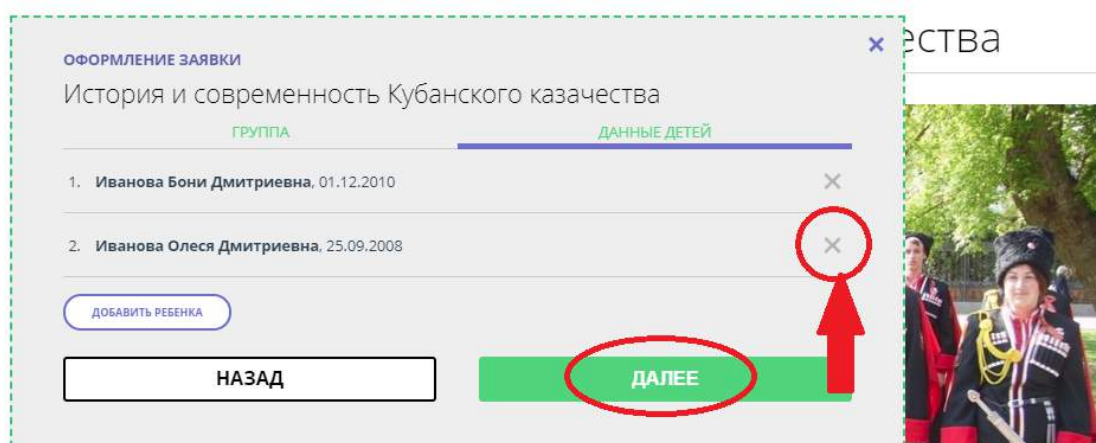 ества
ОФОРМЛЕНИЕ ЗАЯВКИ
История и современность Кубанского казачества
ГРУППА
ДАННЫЕ ДЕТЕЙ
1. Иванова Бони Дмитриевна, 01.12.2010
2. Иванова Олеся Дмитриевна, 25.09.2008
ДОБАВИТЬ РЕБЕНКА
НАЗАД
ДАЛЕЕ